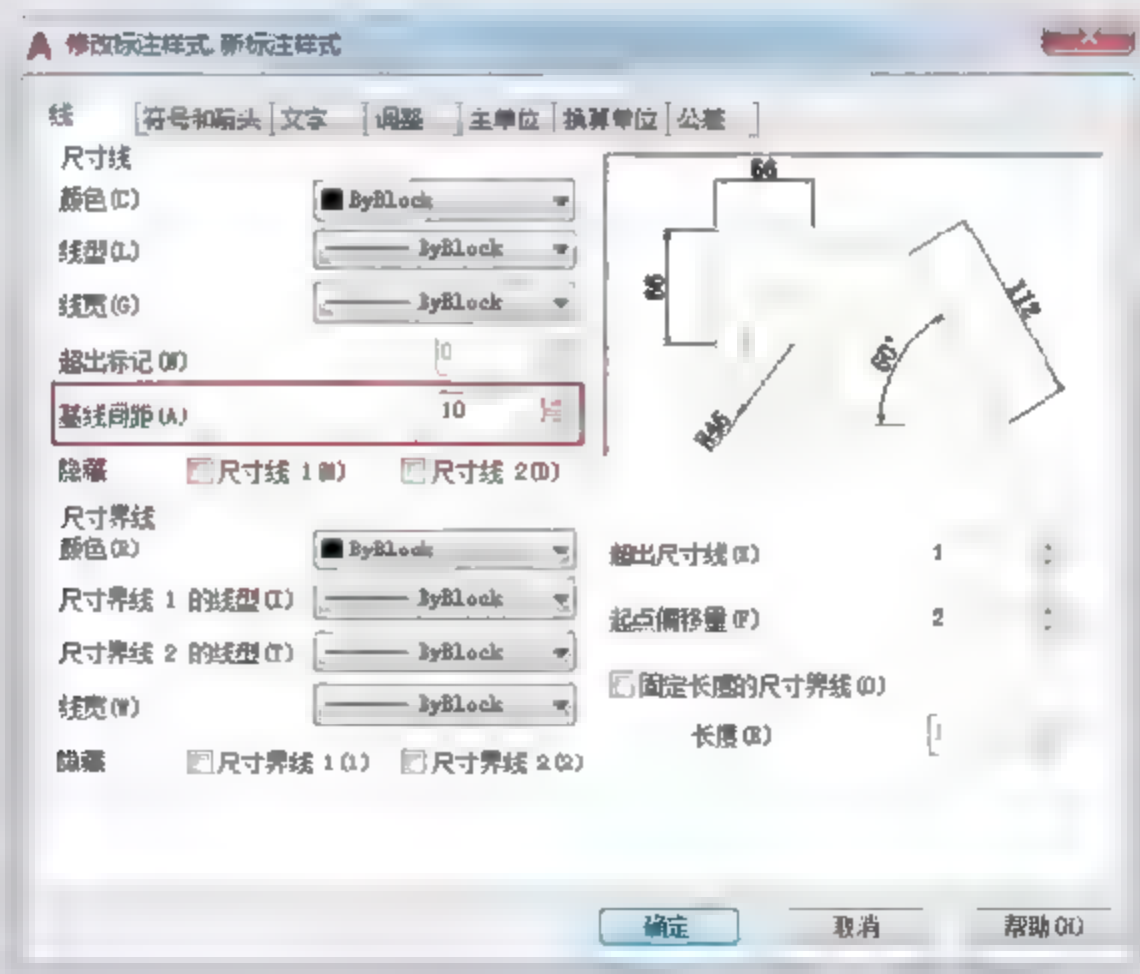 修改标注样式: 新标注样式
线 符号和箭头 文字 调整 主单位 换算单位 公差
尺寸线
颜色(C) ByBlock
线型(L) ByBlock
线宽(G) ByBlock
超出标记(N) 0
基线间距(A) 10
隐藏 尺寸线 1(M) 尺寸线 2(D)
66
66
112
60°
R46
尺寸界线
颜色(R) ByBlock
尺寸界线 1 的线型(I) ByBlock
尺寸界线 2 的线型(T) ByBlock
线宽(W) ByBlock
隐藏 尺寸界线 1(1) 尺寸界线 2(2)
超出尺寸线(X) 1
起点偏移量(F) 2
固定长度的尺寸界线(O)
长度(E) 1
确定 取消 帮助(H)